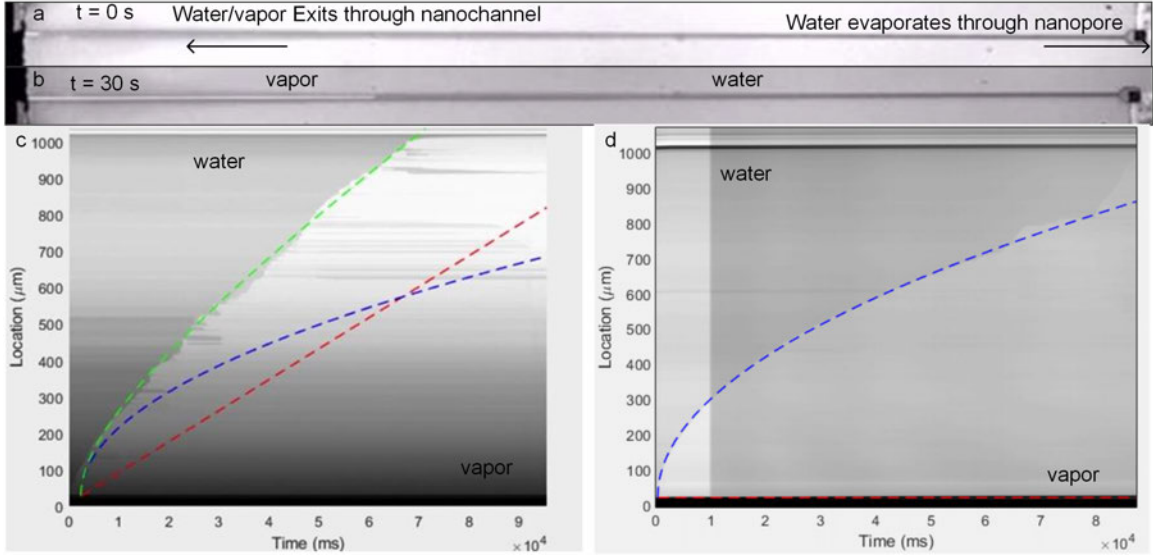 a t = 0 s Water/vapor Exits through nanochannel Water evaporates through nanopore
b t = 30 s vapor water
c
1000
900
800
700
600
500
400
300
200
100
0
Location (μm)
water
vapor
0 1 2 3 4 5 6 7 8 9
× 10⁴
Time (ms)
d
1000
900
800
700
600
500
400
300
200
100
0
Location (μm)
water
vapor
0 1 2 3 4 5 6 7 8
× 10⁴
Time (ms)